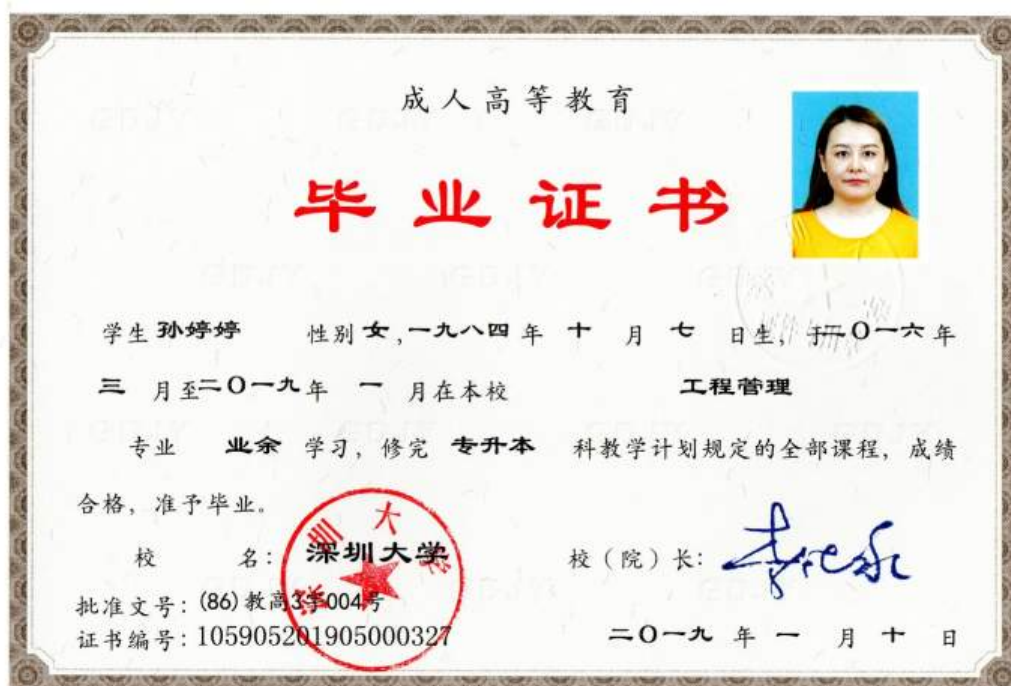 成人高等教育
毕业证书
学生 孙婷婷 性别 女,一九八四 年 十 月 七 日生,于二〇一六 年
三 月至二〇一九年 一 月在本校 工程管理
专业 业余 学习,修完 专升本 科教学计划规定的全部课程,成绩
合格,准予毕业。
校 名:深圳大学
校(院)长:
批准文号:(86)教高3字004号
证书编号:105905201905000327
二〇一九 年 一 月 十 日
深圳大学